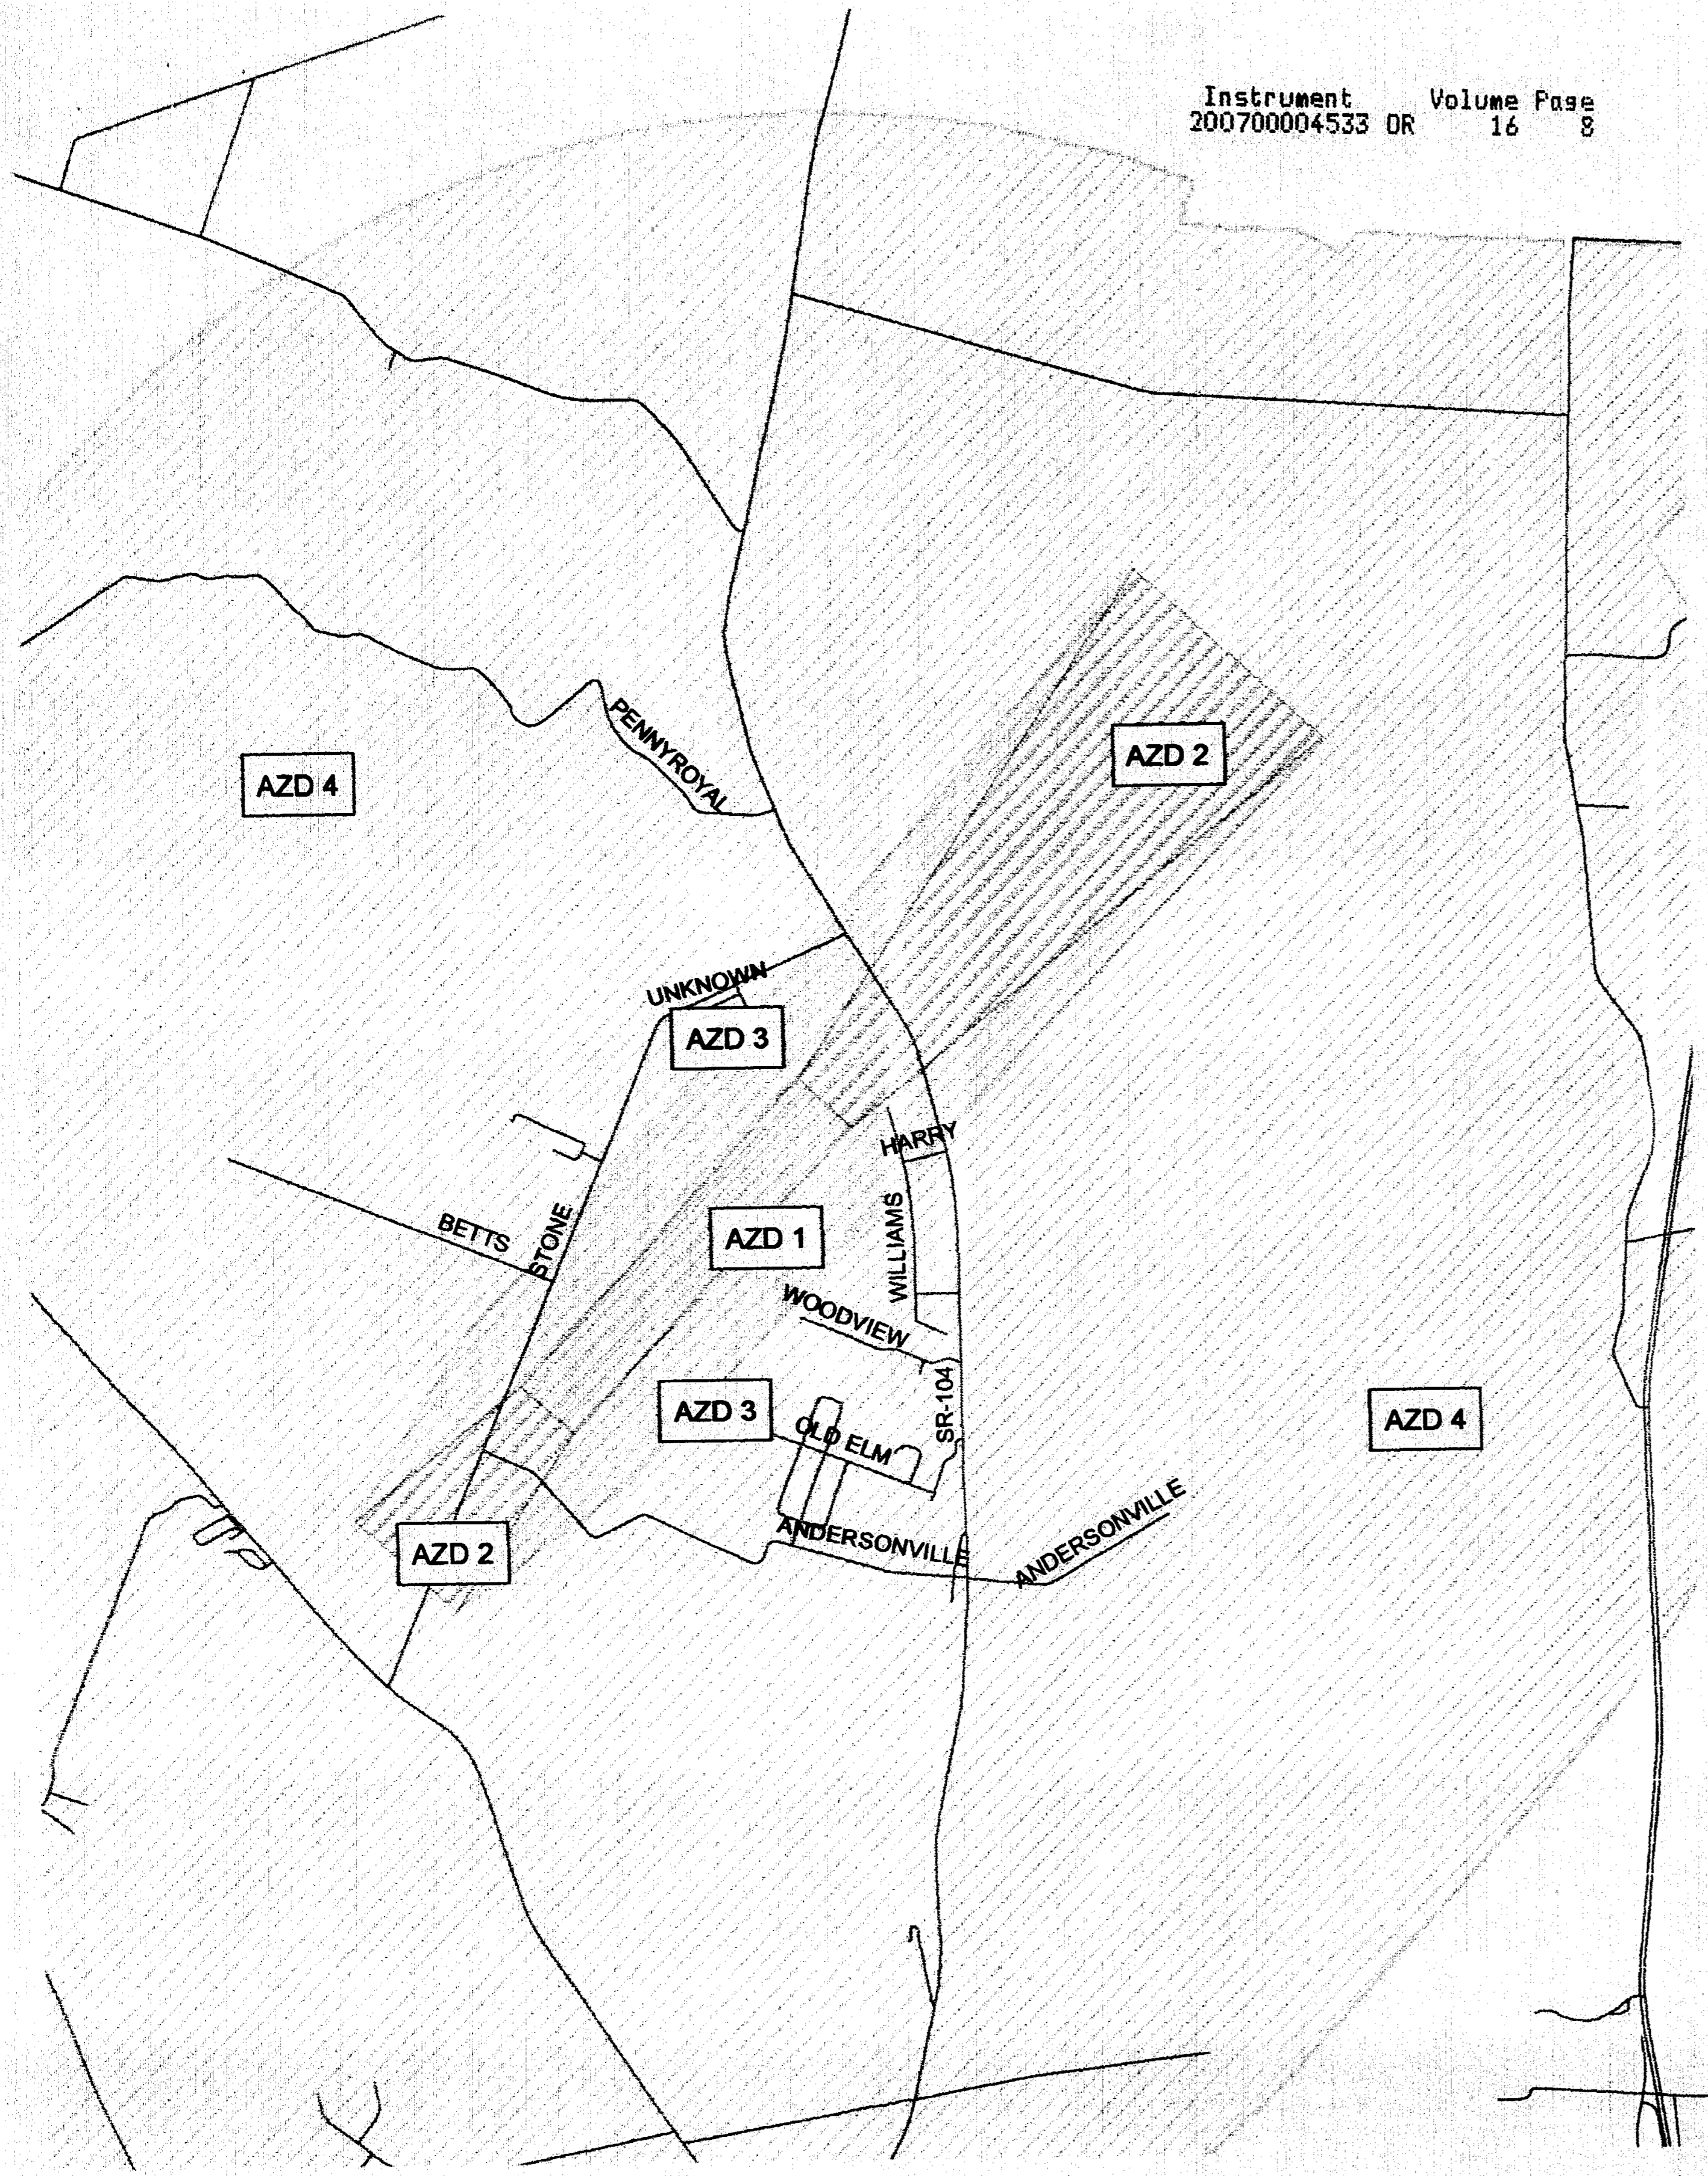 Instrument Volume Page
200700004533 OR 16 8
PENNYROYAL
AZD 2
AZD 4
UNKNOWN
AZD 3
HARRY
BETTS
STONE
AZD 1
WILLIAMS
WOODVIEW
SR-104
AZD 3
OLD ELM
AZD 4
ANDERSONVILLE
ANDERSONVILLE
AZD 2